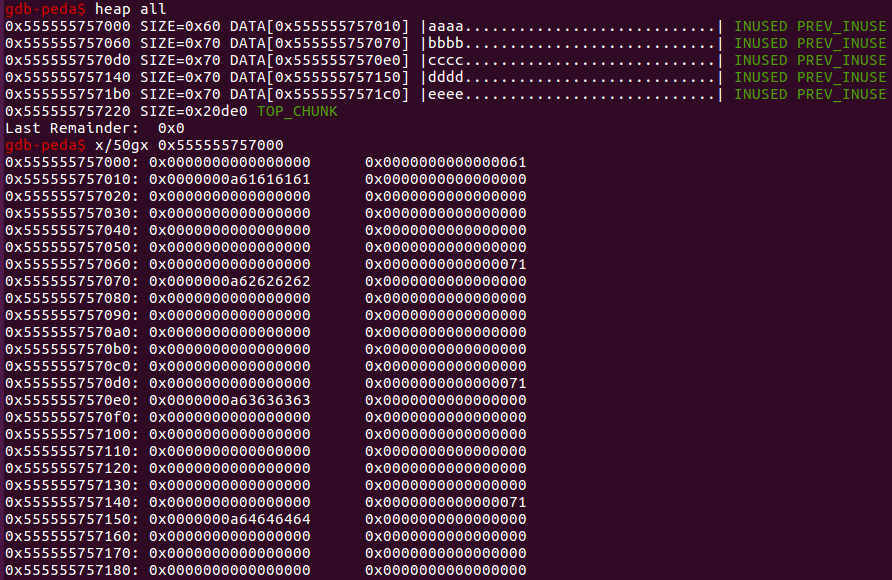 gdb-peda$ heap all
0x555555757000 SIZE=0x60 DATA[0x555555757010] |aaaa............................| INUSED PREV_INUSE
0x555555757060 SIZE=0x70 DATA[0x555555757070] |bbbb............................| INUSED PREV_INUSE
0x5555557570d0 SIZE=0x70 DATA[0x5555557570e0] |cccc............................| INUSED PREV_INUSE
0x555555757140 SIZE=0x70 DATA[0x555555757150] |dddd............................| INUSED PREV_INUSE
0x5555557571b0 SIZE=0x70 DATA[0x5555557571c0] |eeee............................| INUSED PREV_INUSE
0x555555757220 SIZE=0x20de0 TOP_CHUNK
Last Remainder:  0x0
gdb-peda$ x/50gx 0x555555757000
0x555555757000: 0x0000000000000000      0x0000000000000061
0x555555757010: 0x0000000a61616161      0x0000000000000000
0x555555757020: 0x0000000000000000      0x0000000000000000
0x555555757030: 0x0000000000000000      0x0000000000000000
0x555555757040: 0x0000000000000000      0x0000000000000000
0x555555757050: 0x0000000000000000      0x0000000000000000
0x555555757060: 0x0000000000000000      0x0000000000000071
0x555555757070: 0x0000000a62626262      0x0000000000000000
0x555555757080: 0x0000000000000000      0x0000000000000000
0x555555757090: 0x0000000000000000      0x0000000000000000
0x5555557570a0: 0x0000000000000000      0x0000000000000000
0x5555557570b0: 0x0000000000000000      0x0000000000000000
0x5555557570c0: 0x0000000000000000      0x0000000000000000
0x5555557570d0: 0x0000000000000000      0x0000000000000071
0x5555557570e0: 0x0000000a63636363      0x0000000000000000
0x5555557570f0: 0x0000000000000000      0x0000000000000000
0x555555757100: 0x0000000000000000      0x0000000000000000
0x555555757110: 0x0000000000000000      0x0000000000000000
0x555555757120: 0x0000000000000000      0x0000000000000000
0x555555757130: 0x0000000000000000      0x0000000000000000
0x555555757140: 0x0000000000000000      0x0000000000000071
0x555555757150: 0x0000000a64646464      0x0000000000000000
0x555555757160: 0x0000000000000000      0x0000000000000000
0x555555757170: 0x0000000000000000      0x0000000000000000
0x555555757180: 0x0000000000000000      0x0000000000000000